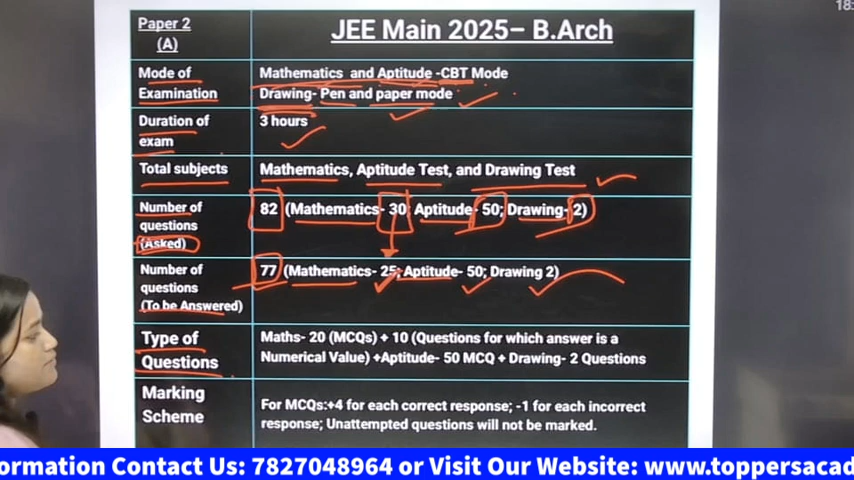 18:
Paper 2
(A)
JEE Main 2025– B.Arch
Mode of
Examination
Mathematics and Aptitude -CBT Mode
Drawing- Pen and paper mode
Duration of
exam
3 hours
Total subjects
Mathematics, Aptitude Test, and Drawing Test
Number of
questions
(Asked)
82 (Mathematics- 30; Aptitude- 50; Drawing- 2)
Number of
questions
(To be Answered)
77 (Mathematics- 25; Aptitude- 50; Drawing 2)
Type of
Questions
Maths- 20 (MCQs) + 10 (Questions for which answer is a
Numerical Value) +Aptitude- 50 MCQ + Drawing- 2 Questions
Marking
Scheme
For MCQs:+4 for each correct response; -1 for each incorrect
response; Unattempted questions will not be marked.
ormation Contact Us: 7827048964 or Visit Our Website: www.toppersacad